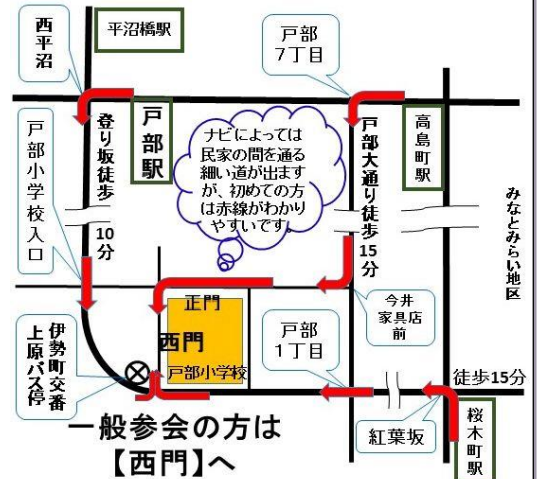 平沼橋駅
西平沼
戸部
7丁目
戸部駅
高島町駅
ナビによっては
民家の間を通る
細い道が出ます
が、初めての方
は赤線がわかり
やすいです。
登り坂徒歩
10分
戸部小学校入口
戸部大通り徒歩
15分
みなとみらい地区
正門
西門
戸部小学校
今井
家具店
前
戸部
1丁目
伊勢町交番
上原バス停
徒歩15分
紅葉坂
桜木町駅
一般参会の方は
【西門】へ